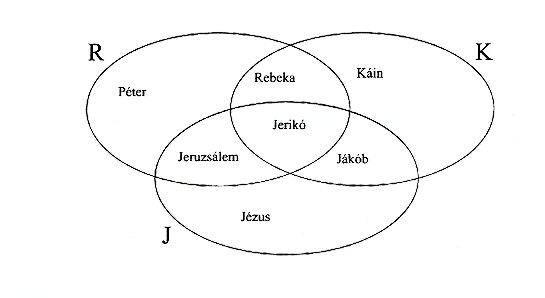 R
K
Péter
Rebeka
Káin
Jerikó
Jeruzsálem
Jákób
Jézus
J